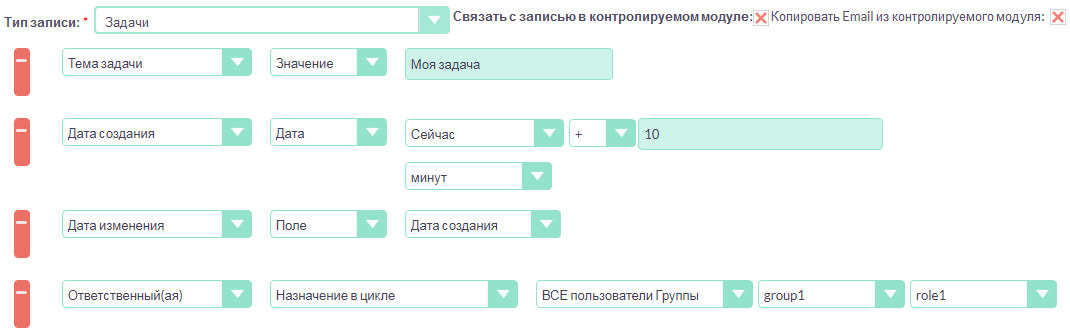 Тип записи: * Задачи Связать с записью в контролируемом модуле: Копировать Email из контролируемого модуля:
Тема задачи Значение Моя задача
Дата создания Дата Сейчас + 10
минут
Дата изменения Поле Дата создания
Ответственный(ая) Назначение в цикле ВСЕ пользователи Группы group1 role1